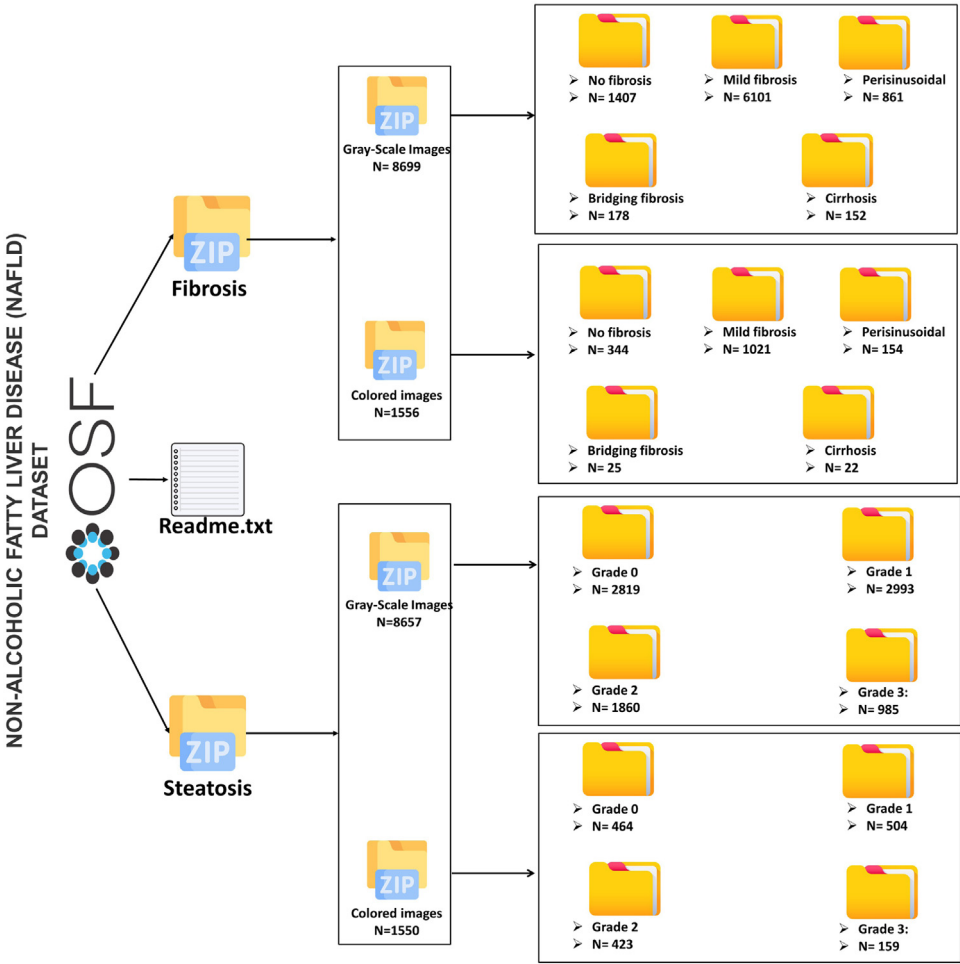 NON-ALCOHOLIC FATTY LIVER DISEASE (NAFLD)
DATASET
OSF
ZIP
Fibrosis
Readme.txt
ZIP
Steatosis
ZIP
Gray-Scale Images
N= 8699
ZIP
Colored images
N=1556
ZIP
Gray-Scale Images
N=8657
ZIP
Colored images
N=1550
➢ No fibrosis
➢ N= 1407
➢ Mild fibrosis
➢ N= 6101
➢ Perisinusoidal
➢ N= 861
➢ Bridging fibrosis
➢ N= 178
➢ Cirrhosis
➢ N= 152
➢ No fibrosis
➢ N= 344
➢ Mild fibrosis
➢ N= 1021
➢ Perisinusoidal
➢ N= 154
➢ Bridging fibrosis
➢ N= 25
➢ Cirrhosis
➢ N= 22
➢ Grade 0
➢ N= 2819
➢ Grade 1
➢ N= 2993
➢ Grade 2
➢ N= 1860
➢ Grade 3:
➢ N= 985
➢ Grade 0
➢ N= 464
➢ Grade 1
➢ N= 504
➢ Grade 2
➢ N= 423
➢ Grade 3:
➢ N= 159